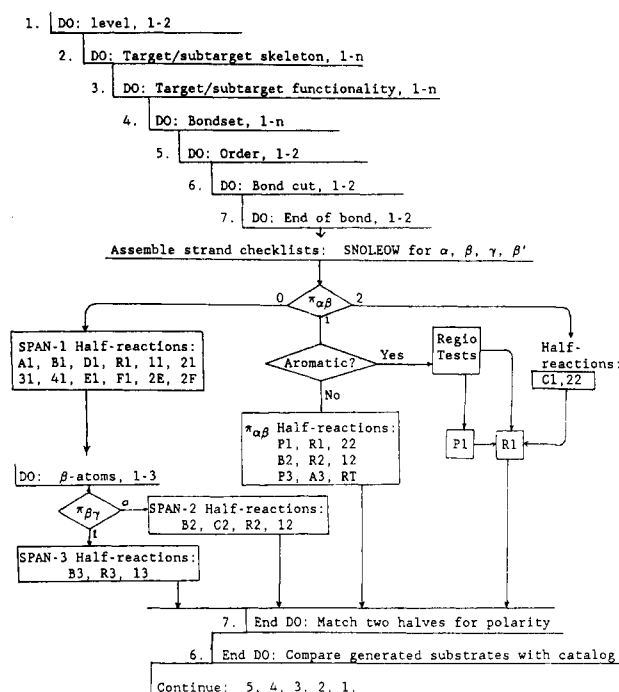 1. DO: level, 1-2
2. DO: Target/subtarget skeleton, 1-n
3. DO: Target/subtarget functionality, 1-n
4. DO: Bondset, 1-n
5. DO: Order, 1-2
6. DO: Bond cut, 1-2
7. DO: End of bond, 1-2
Assemble strand checklists: SNOLEOW for α, β, γ, β'
0 παβ 2
1
SPAN-1 Half-reactions:
A1, B1, D1, R1, 11, 21
31, 41, E1, F1, 2E, 2F
Aromatic? Yes
No
Regio
Tests
Half-
reactions:
C1,22
παβ Half-reactions:
P1, R1, 22
B2, R2, 12
P3, A3, RT
P1 R1
DO: β-atoms, 1-3
πβγ 0
1
SPAN-2 Half-reactions:
B2, C2, R2, 12
SPAN-3 Half-reactions:
B3, R3, 13
7. End DO: Match two halves for polarity
6. End DO: Compare generated substrates with catalog
Continue: 5, 4, 3, 2, 1.